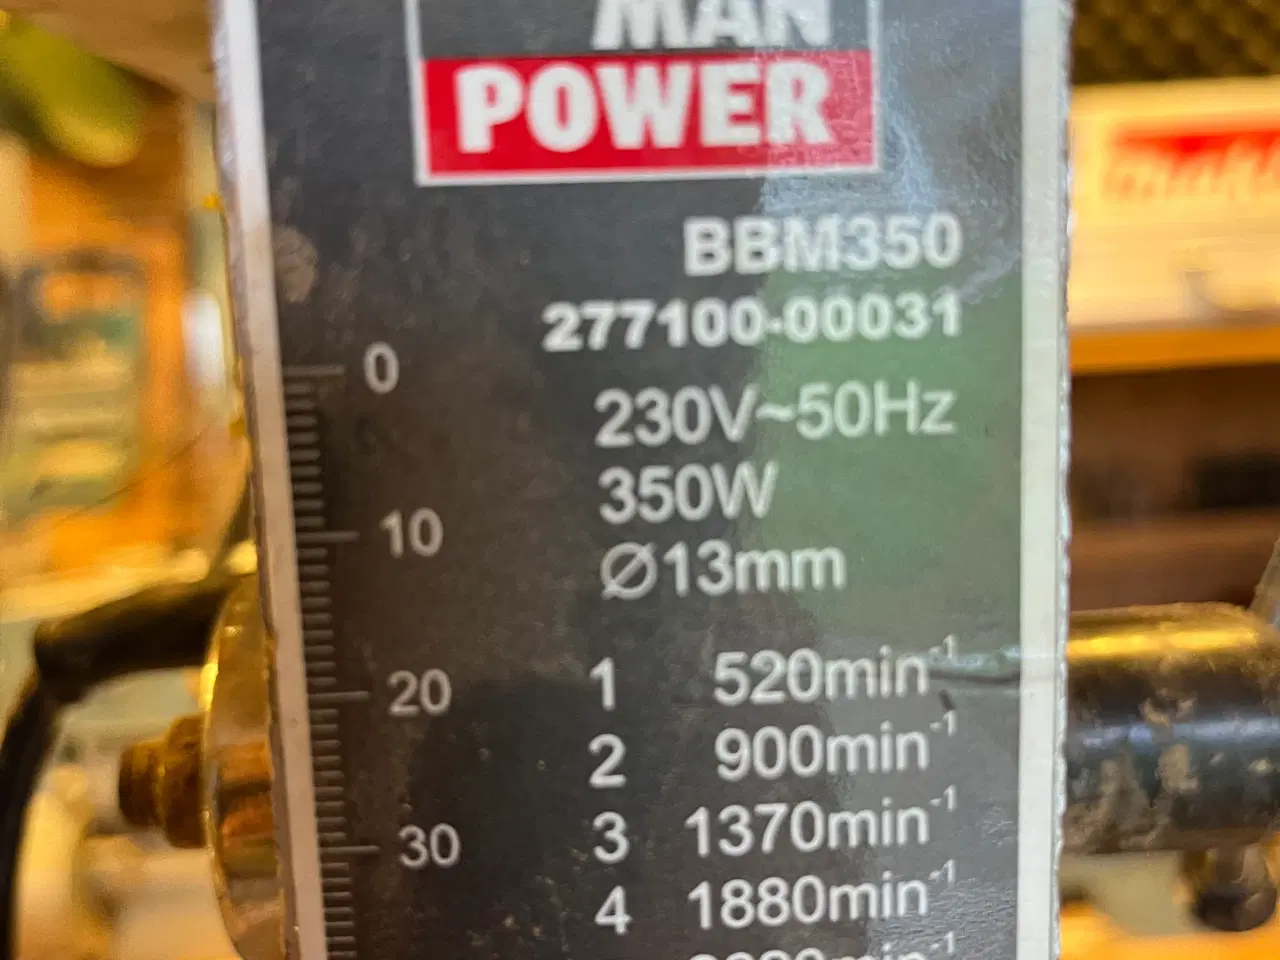 MAN
POWER
BBM350
277100-00031
230V~50Hz
350W
Ø13mm
1 520min-1
2 900min-1
3 1370min-1
4 1880min-1
0
10
20
30